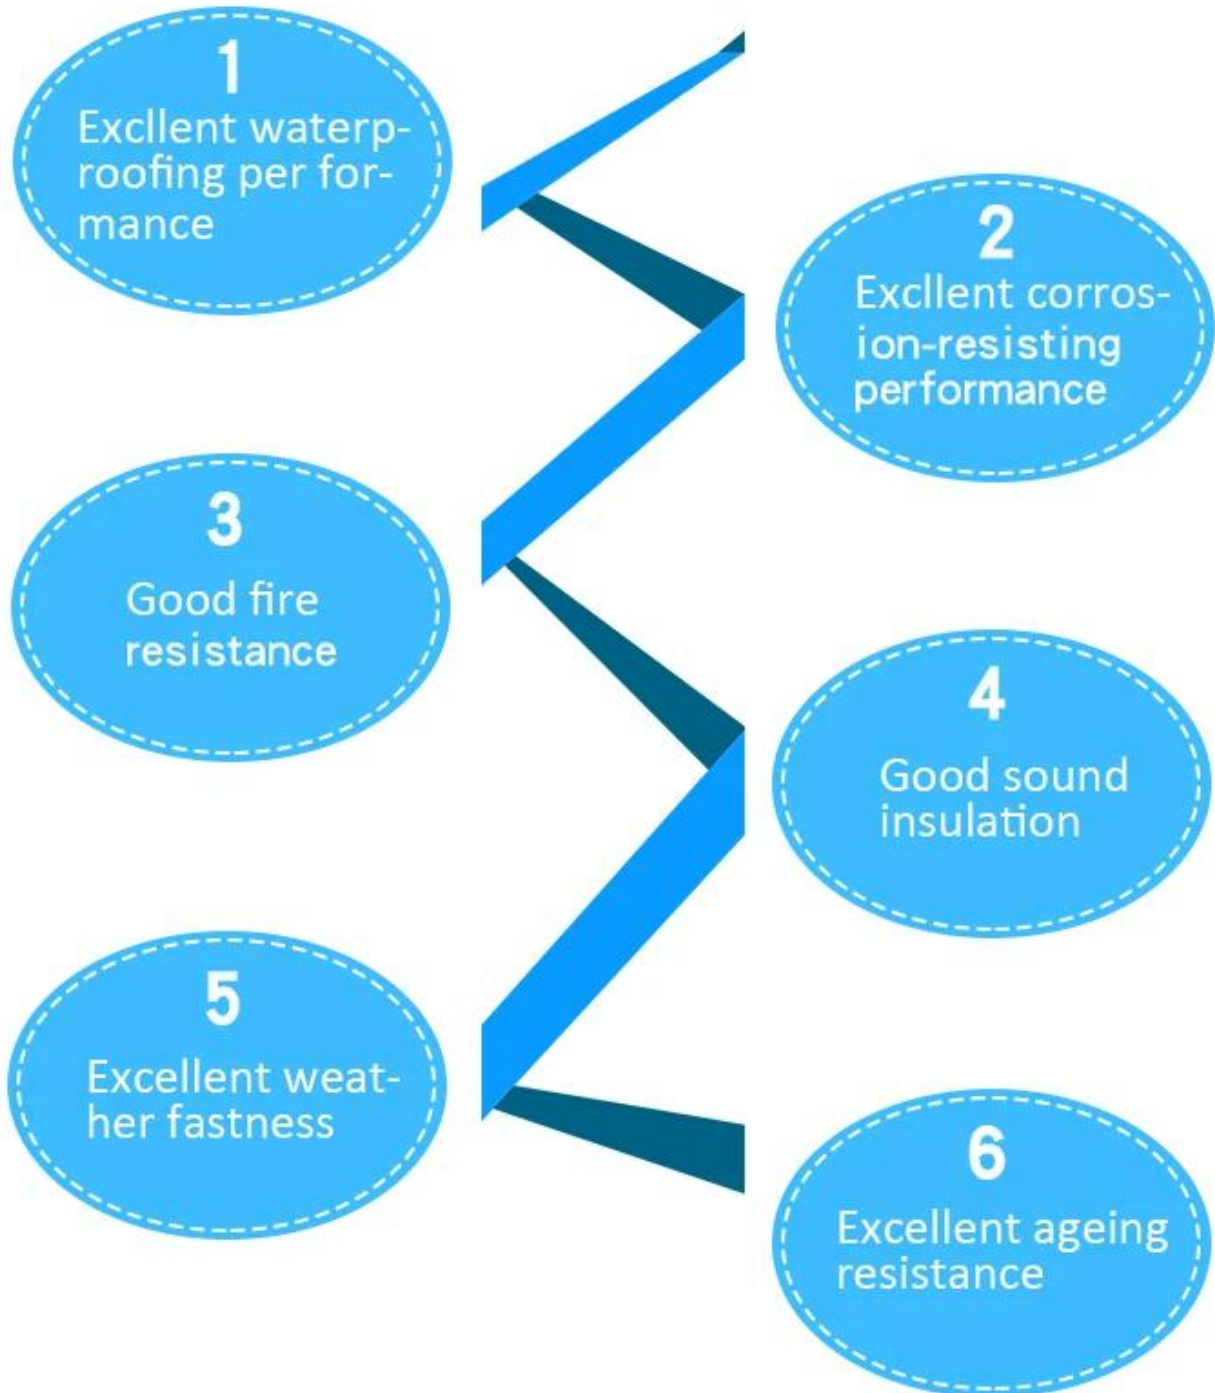 1
Excllent waterp-
roofing per for-
mance
2
Excllent corros-
ion-resisting
performance
3
Good fire
resistance
4
Good sound
insulation
5
Excellent weat-
her fastness
6
Excellent ageing
resistance